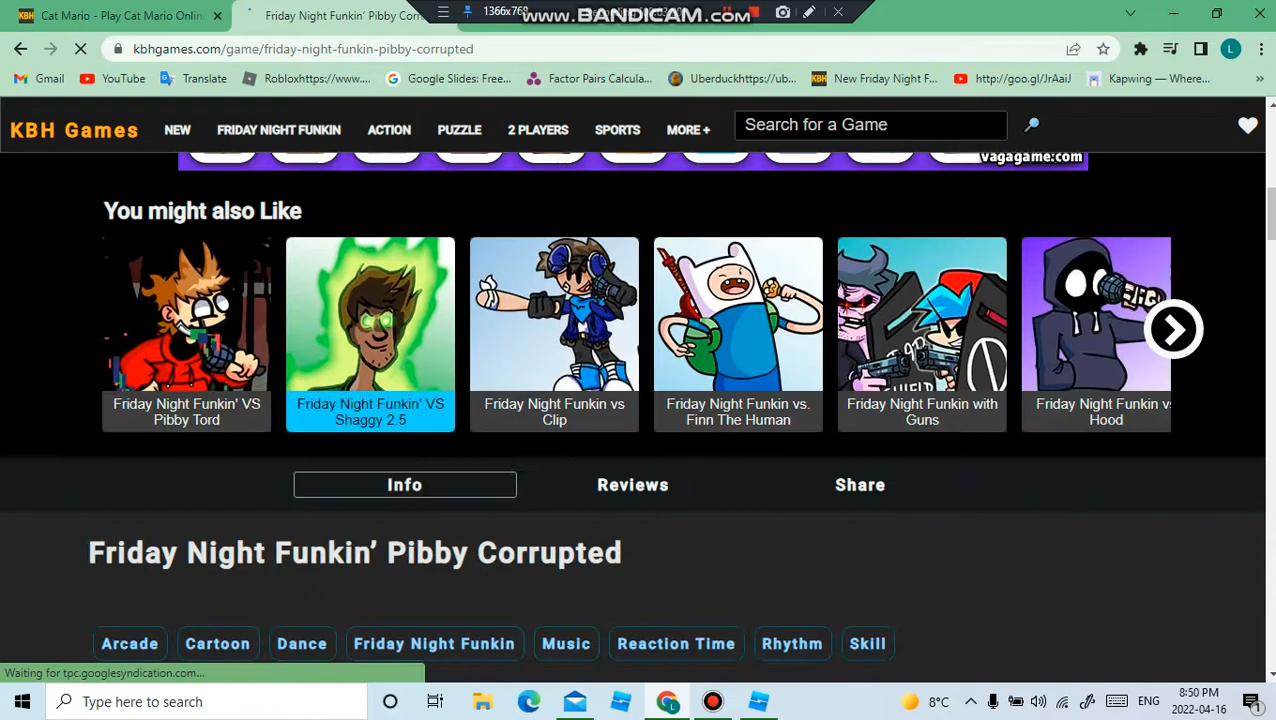 Cat Mario - Play Cat Mario Onlin
Friday Night Funkin' Pibby Corru
1366x768
www.BANDICAM.com
kbhgames.com/game/friday-night-funkin-pibby-corrupted
L
Gmail
YouTube
Translate
Robloxhttps://www....
Google Slides: Free...
Factor Pairs Calcula...
Uberduckhttps://ub...
New Friday Night F...
http://goo.gl/JrAaiJ
Kapwing — Where...
KBH Games
NEW
FRIDAY NIGHT FUNKIN
ACTION
PUZZLE
2 PLAYERS
SPORTS
MORE +
Search for a Game
vagagame.com
You might also Like
Friday Night Funkin' VS
Pibby Tord
Friday Night Funkin' VS
Shaggy 2.5
Friday Night Funkin vs
Clip
Friday Night Funkin vs.
Finn The Human
SHIELD
Friday Night Funkin with
Guns
Friday Night Funkin vs
Hood
Info
Reviews
Share
Friday Night Funkin’ Pibby Corrupted
Arcade
Cartoon
Dance
Friday Night Funkin
Music
Reaction Time
Rhythm
Skill
Waiting for tpc.googlesyndication.com...
Type here to search
L
8°C
ENG
8:50 PM
2022-04-16
1